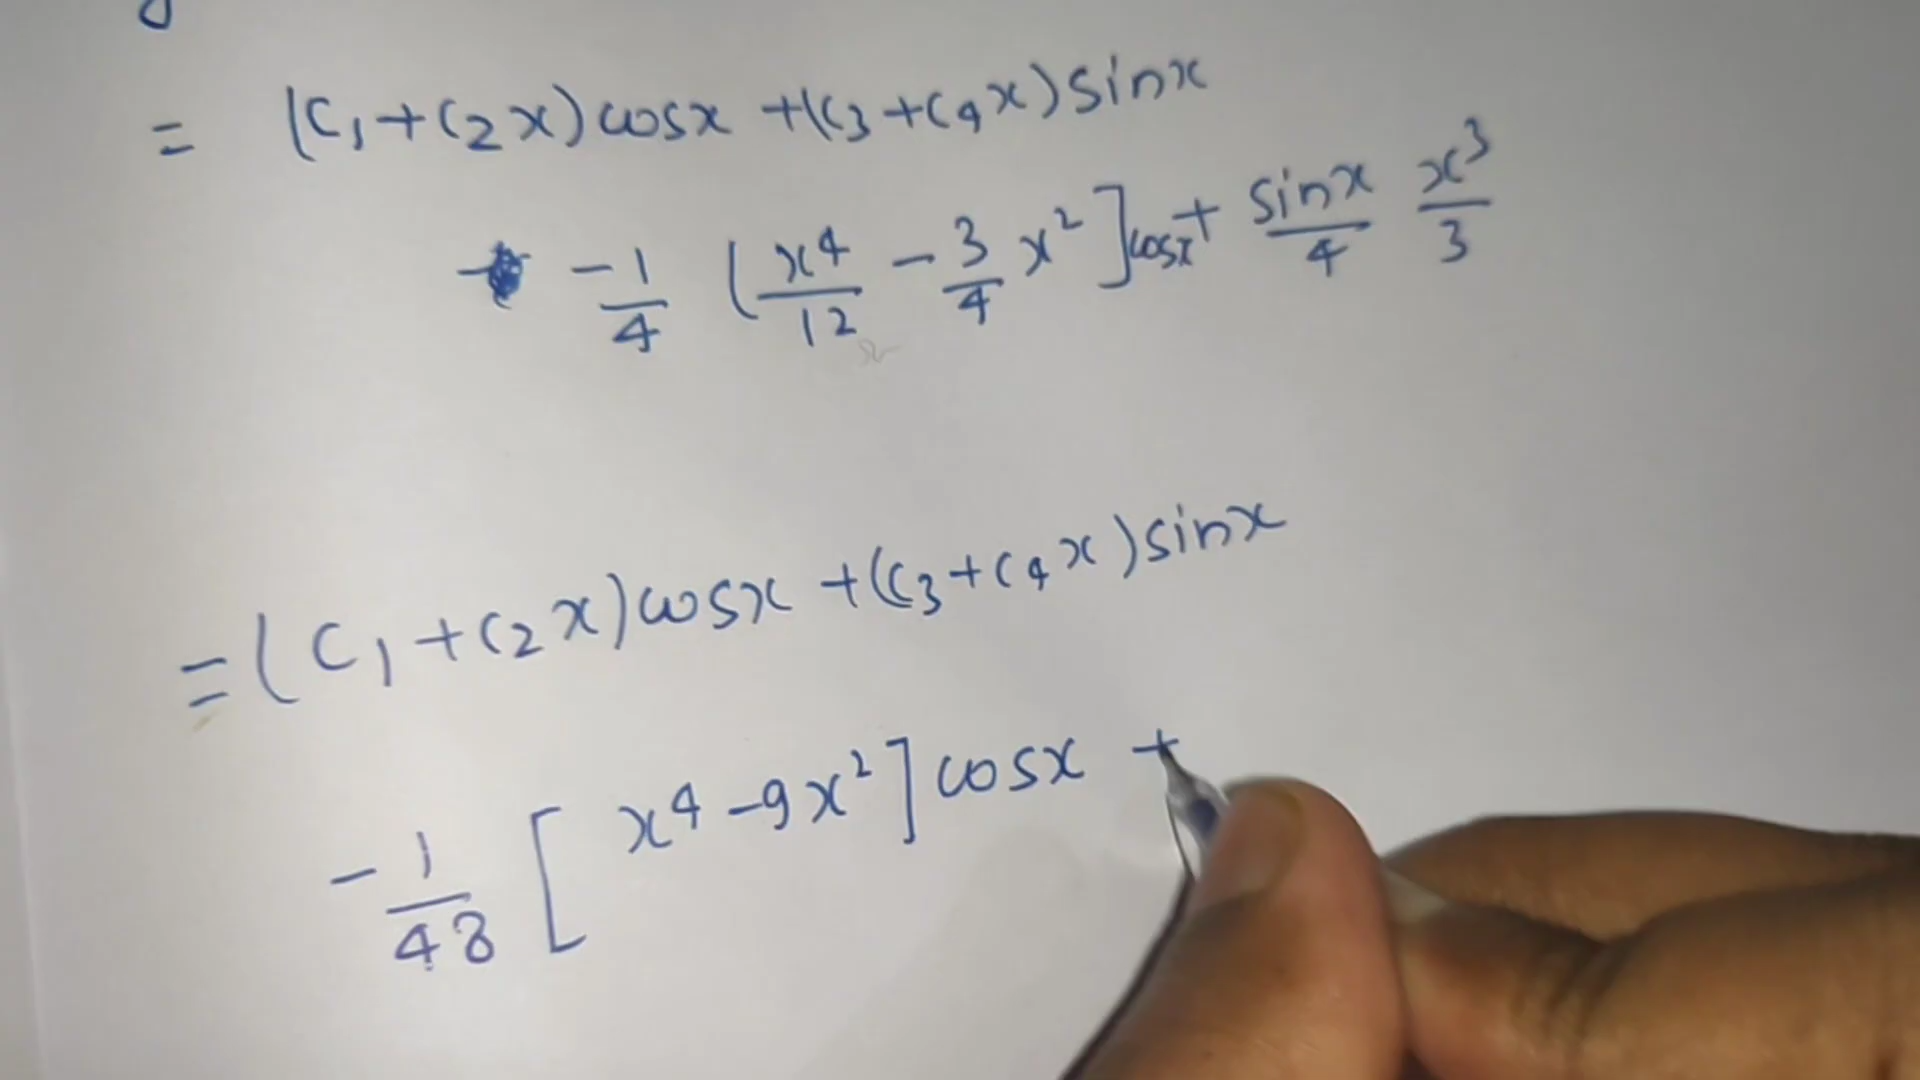 = (C₁+C₂x)cosx +(C₃+C₄x)sinx
-1/4 (x⁴/12 - 3/4 x²]cosx + sinx/4 x³/3
=(C₁+C₂x)cosx +(C₃+C₄x)sinx
-1/48 [x⁴-9x²]cosx +